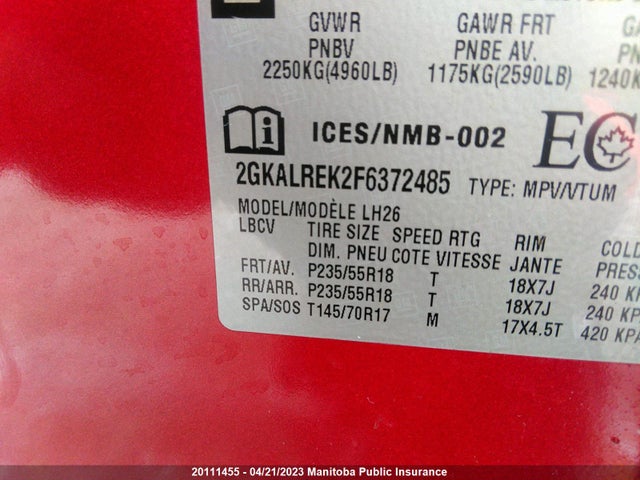 GVWR GAWR FRT
PNBV PNBE AV.
2250KG(4960LB) 1175KG(2590LB)
ICES/NMB-002 EC
2GKALREK2F6372485 TYPE: MPV/VTUM
MODEL/MODÈLE LH26
LBCV TIRE SIZE SPEED RTG RIM COLD
DIM. PNEU COTE VITESSE JANTE
FRT/AV. P235/55R18 T 18X7J 240
RR/ARR. P235/55R18 T 18X7J 240
SPA/SOS T145/70R17 M 17X4.5T 420 KPA
20111455 - 04/21/2023 Manitoba Public Insurance